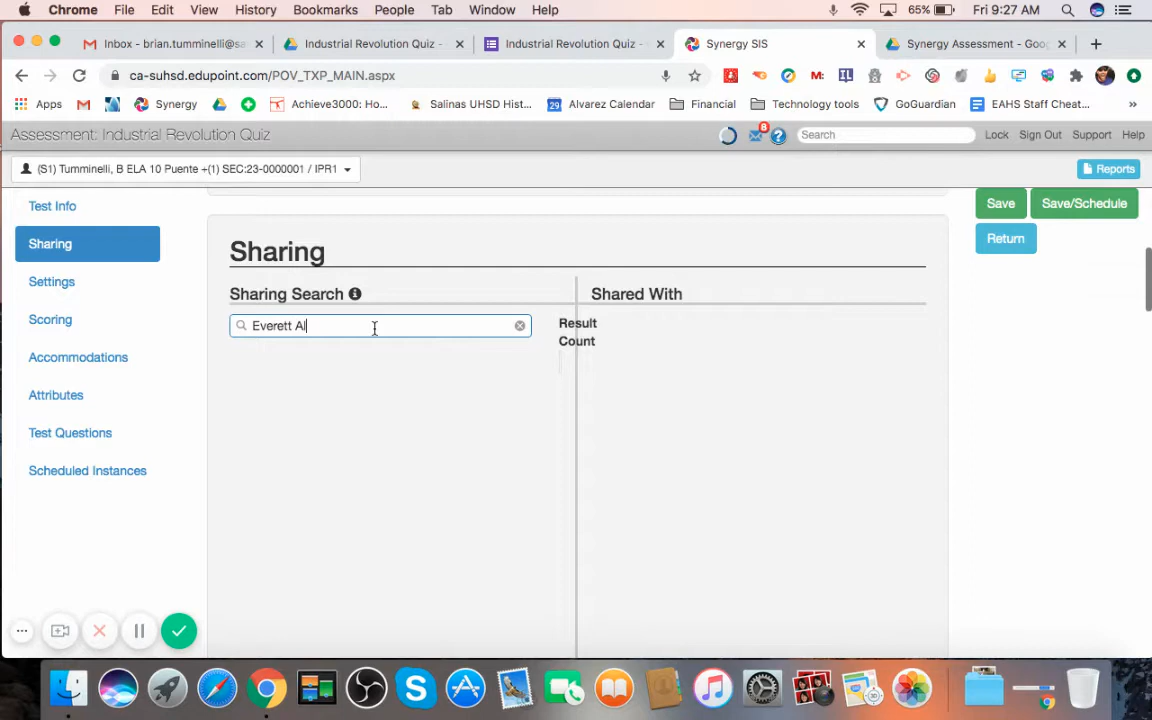 Chrome File Edit View History Bookmarks People Tab Window Help 65% Fri 9:27 AM
Inbox - brian.tumminelli@sa Industrial Revolution Quiz - Industrial Revolution Quiz - Synergy SIS Synergy Assessment - Goog
ca-suhsd.edupoint.com/POV_TXP_MAIN.aspx
Apps Synergy Achieve3000: Ho... Salinas UHSD Hist... 29 Alvarez Calendar Financial Technology tools GoGuardian EAHS Staff Cheat... »
Assessment: Industrial Revolution Quiz 8 Search Lock Sign Out Support Help
(S1) Tumminelli, B ELA 10 Puente +(1) SEC:23-0000001 / IPR1 Reports
Test Info
Sharing
Settings
Scoring
Accommodations
Attributes
Test Questions
Scheduled Instances
Save Save/Schedule
Return
Sharing
Sharing Search Shared With
Everett Al
Result
Count